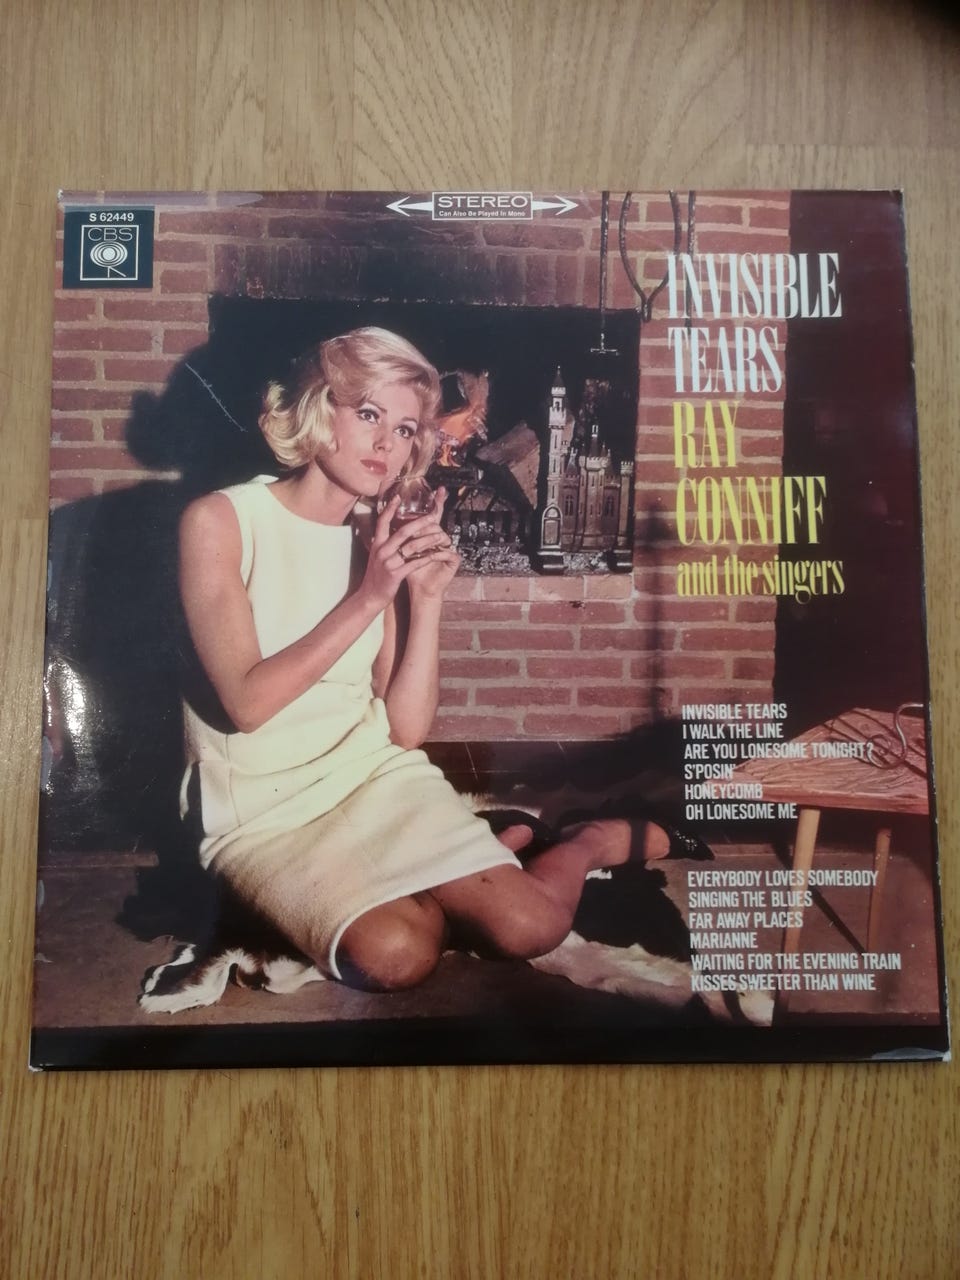 STEREO
Can Also Be Played In Mono
S 62449
CBS
INVISIBLE
TEARS
RAY
CONNIFF
and the singers
INVISIBLE TEARS
I WALK THE LINE
ARE YOU LONESOME TONIGHT?
S'POSIN'
HONEYCOMB
OH LONESOME ME
EVERYBODY LOVES SOMEBODY
SINGING THE BLUES
FAR AWAY PLACES
MARIANNE
WAITING FOR THE EVENING TRAIN
KISSES SWEETER THAN WINE